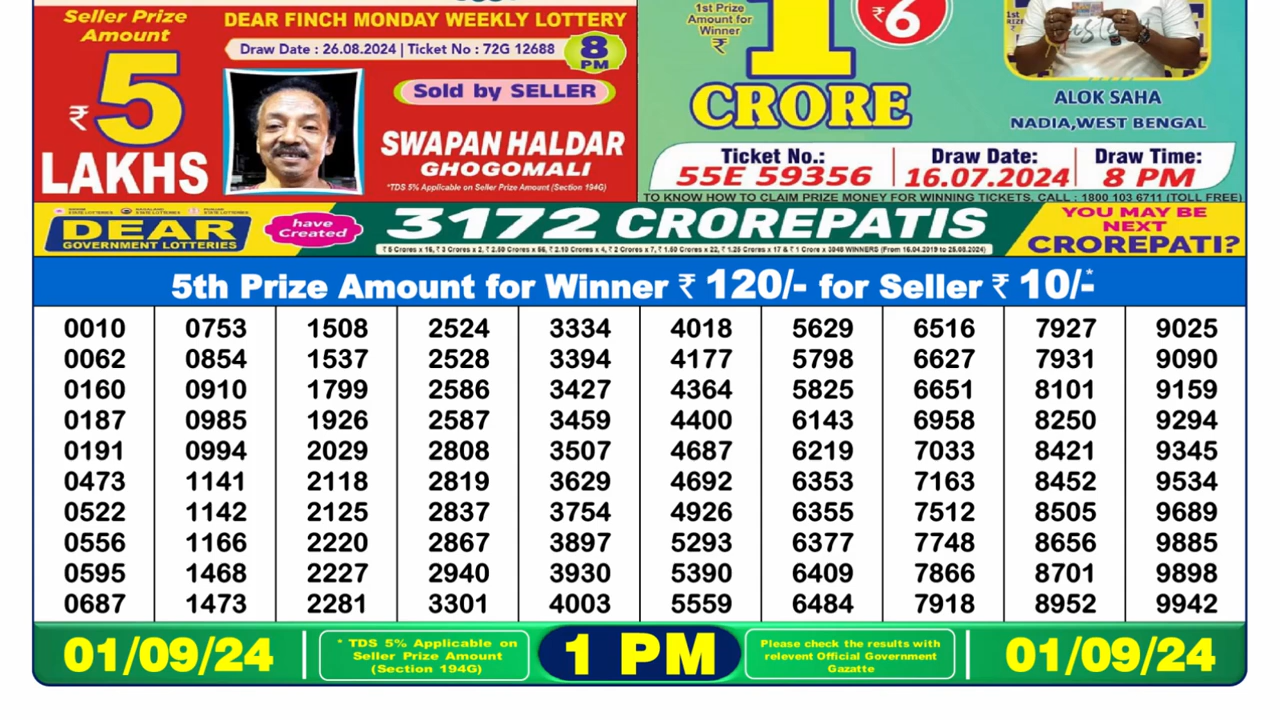 Seller Prize
Amount
₹ 5
LAKHS
DEAR FINCH MONDAY WEEKLY LOTTERY
Draw Date : 26.08.2024 | Ticket No : 72G 12688
8
PM
Sold by SELLER
SWAPAN HALDAR
GHOGOMALI
*TDS 5% Applicable on Seller Prize Amount (Section 194G)
1st Prize
Amount for
Winner
₹
1
CRORE
₹6
ALOK SAHA
NADIA,WEST BENGAL
Ticket No.:
55E 59356
Draw Date:
16.07.2024
Draw Time:
8 PM
TO KNOW HOW TO CLAIM PRIZE MONEY FOR WINNING TICKETS, CALL : 1800 103 6711 (TOLL FREE)
DEAR
GOVERNMENT LOTTERIES
have
Created
3172 CROREPATIS
YOU MAY BE
NEXT
CROREPATI?
5th Prize Amount for Winner ₹ 120/- for Seller ₹ 10/-*
0010 0753 1508 2524 3334 4018 5629 6516 7927 9025
0062 0854 1537 2528 3394 4177 5798 6627 7931 9090
0160 0910 1799 2586 3427 4364 5825 6651 8101 9159
0187 0985 1926 2587 3459 4400 6143 6958 8250 9294
0191 0994 2029 2808 3507 4687 6219 7033 8421 9345
0473 1141 2118 2819 3629 4692 6353 7163 8452 9534
0522 1142 2125 2837 3754 4926 6355 7512 8505 9689
0556 1166 2220 2867 3897 5293 6377 7748 8656 9885
0595 1468 2227 2940 3930 5390 6409 7866 8701 9898
0687 1473 2281 3301 4003 5559 6484 7918 8952 9942
01/09/24
* TDS 5% Applicable on
Seller Prize Amount
(Section 194G)
1 PM
Please check the results with
relevent Official Government
Gazatte
01/09/24